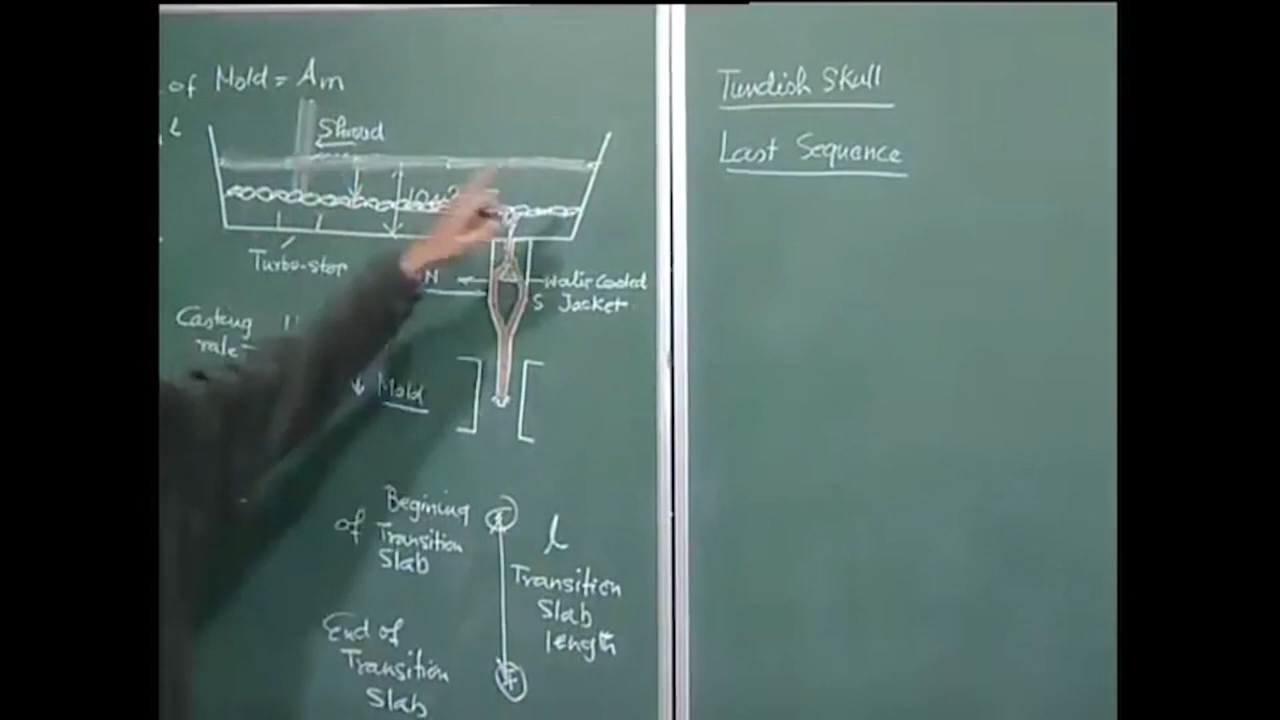 of Mold = Am
l
Shroud
Turbo-stop
N
Water Cooled
S Jacket
Casting
rate
Mold
Begining
of Transition
Slab
l
Transition
Slab
length
End of
Transition
Slab
Tundish Skull
Last Sequence